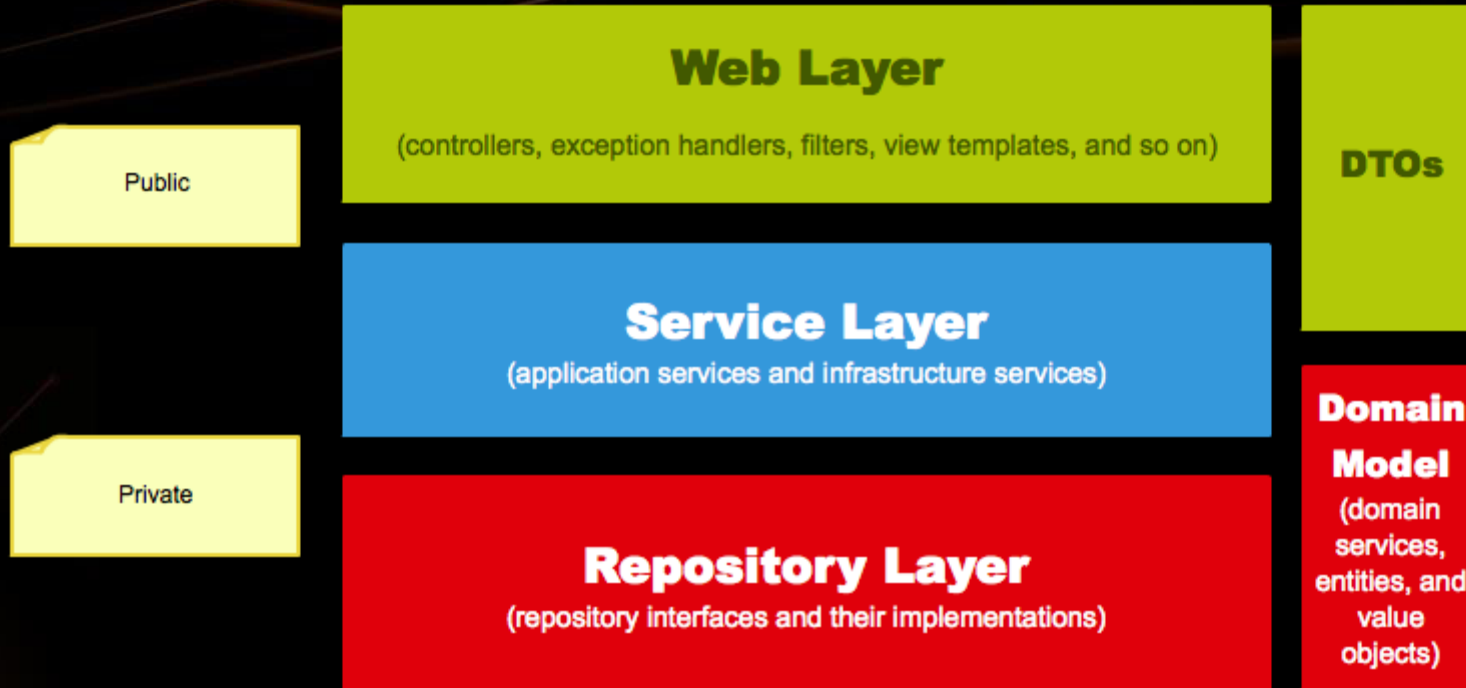 Web Layer
(controllers, exception handlers, filters, view templates, and so on)
DTOs
Public
Service Layer
(application services and infrastructure services)
Domain
Model
(domain
services,
entities, and
value
objects)
Private
Repository Layer
(repository interfaces and their implementations)